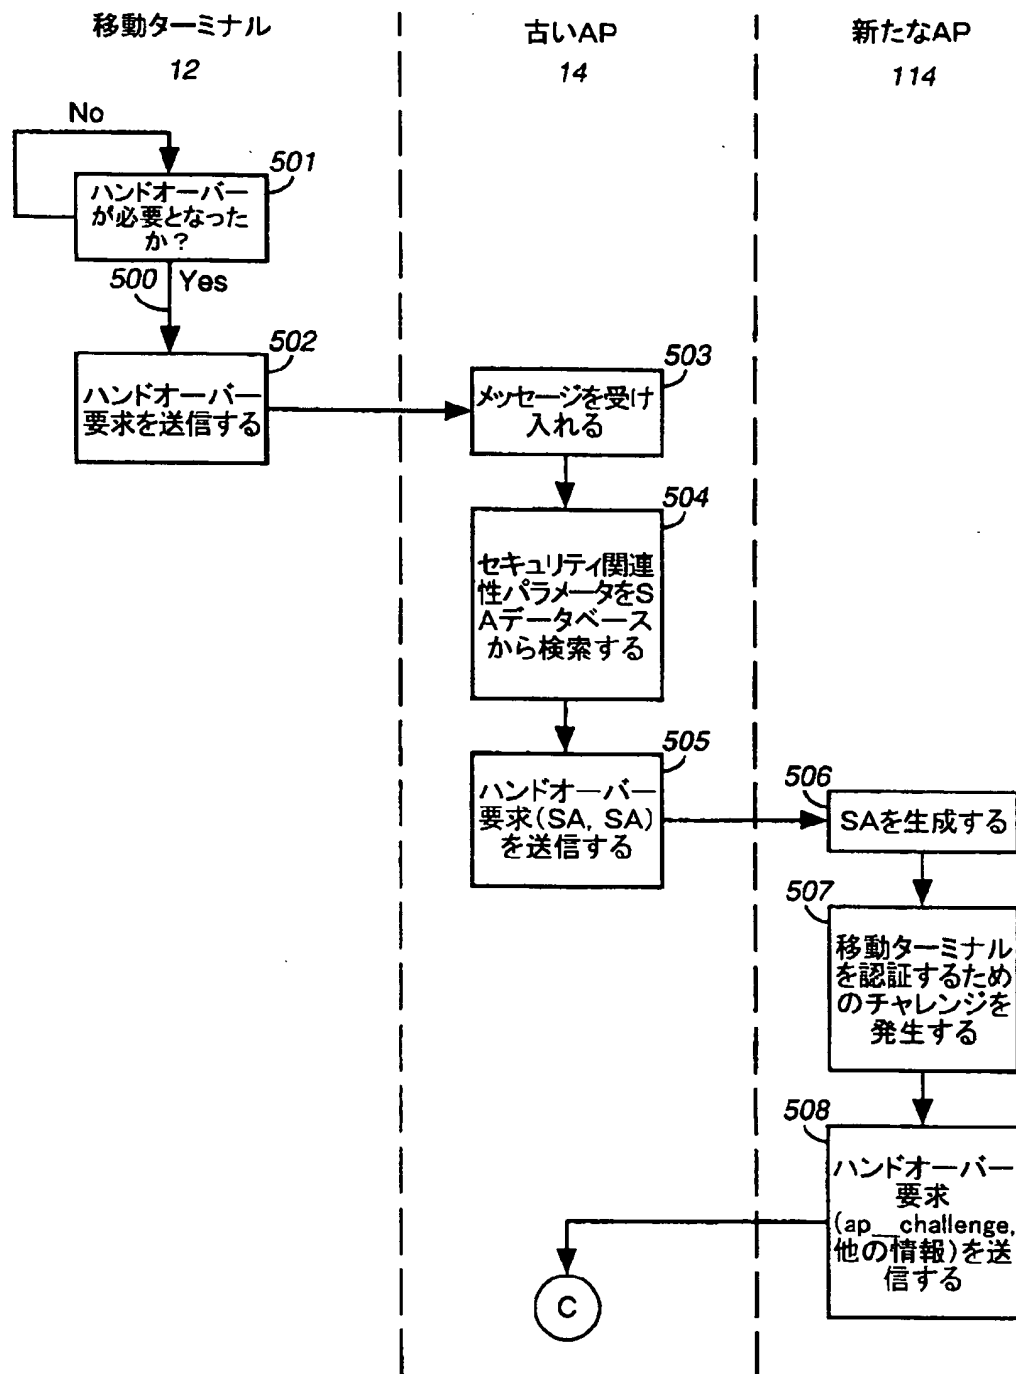 移動ターミナル
12
古いAP
14
新たなAP
114
No
501
ハンドオーバー
が必要となった
か?
500
Yes
502
ハンドオーバー
要求を送信する
503
メッセージを受け
入れる
504
セキュリティ関連
性パラメータをS
Aデータベース
から検索する
505
ハンドオーバー
要求(SA, SA)
を送信する
506
SAを生成する
507
移動ターミナル
を認証するため
のチャレンジを
発生する
508
ハンドオーバー
要求
(ap__challenge,
他の情報)を送
信する
C